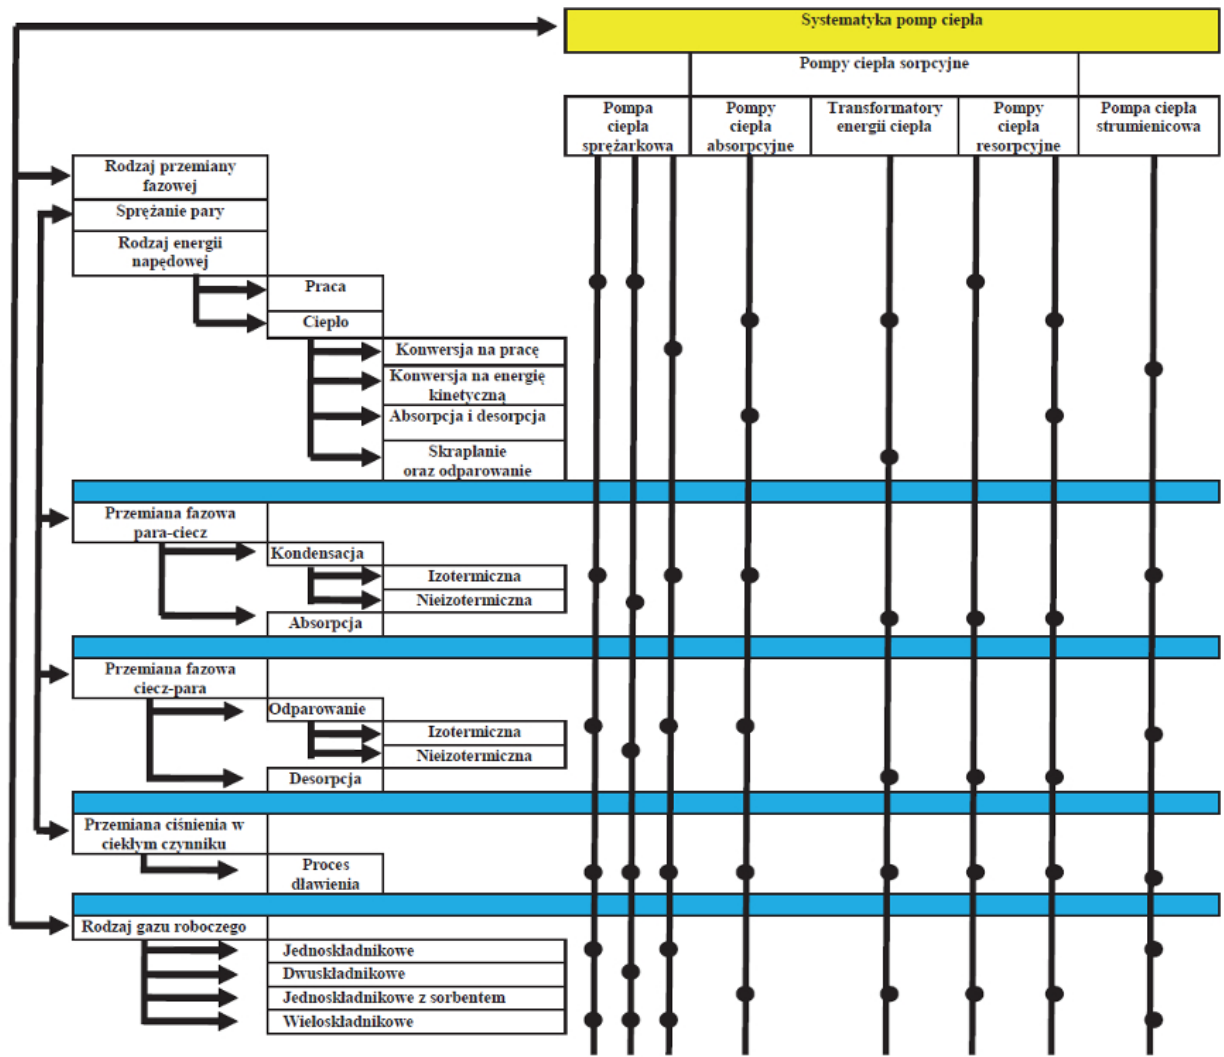 Systematyka pomp ciepła
Pompy ciepła sorpcyjne
Pompa
ciepła
sprężarkowa
Pompy
ciepła
absorpcyjne
Transformatory
energii ciepła
Pompy
ciepła
resorpcyjne
Pompa ciepła
strumienicowa
Rodzaj przemiany
fazowej
Sprężanie pary
Rodzaj energii
napędowej
Praca
Ciepło
Konwersja na pracę
Konwersja na energię
kinetyczną
Absorpcja i desorpcja
Skraplanie
oraz odparowanie
Przemiana fazowa
para-ciecz
Kondensacja
Izotermiczna
Nieizotermiczna
Absorpcja
Przemiana fazowa
ciecz-para
Odparowanie
Izotermiczna
Nieizotermiczna
Desorpcja
Przemiana ciśnienia w
ciekłym czynniku
Proces
dławienia
Rodzaj gazu roboczego
Jednoskładnikowe
Dwuskładnikowe
Jednoskładnikowe z sorbentem
Wieloskładnikowe